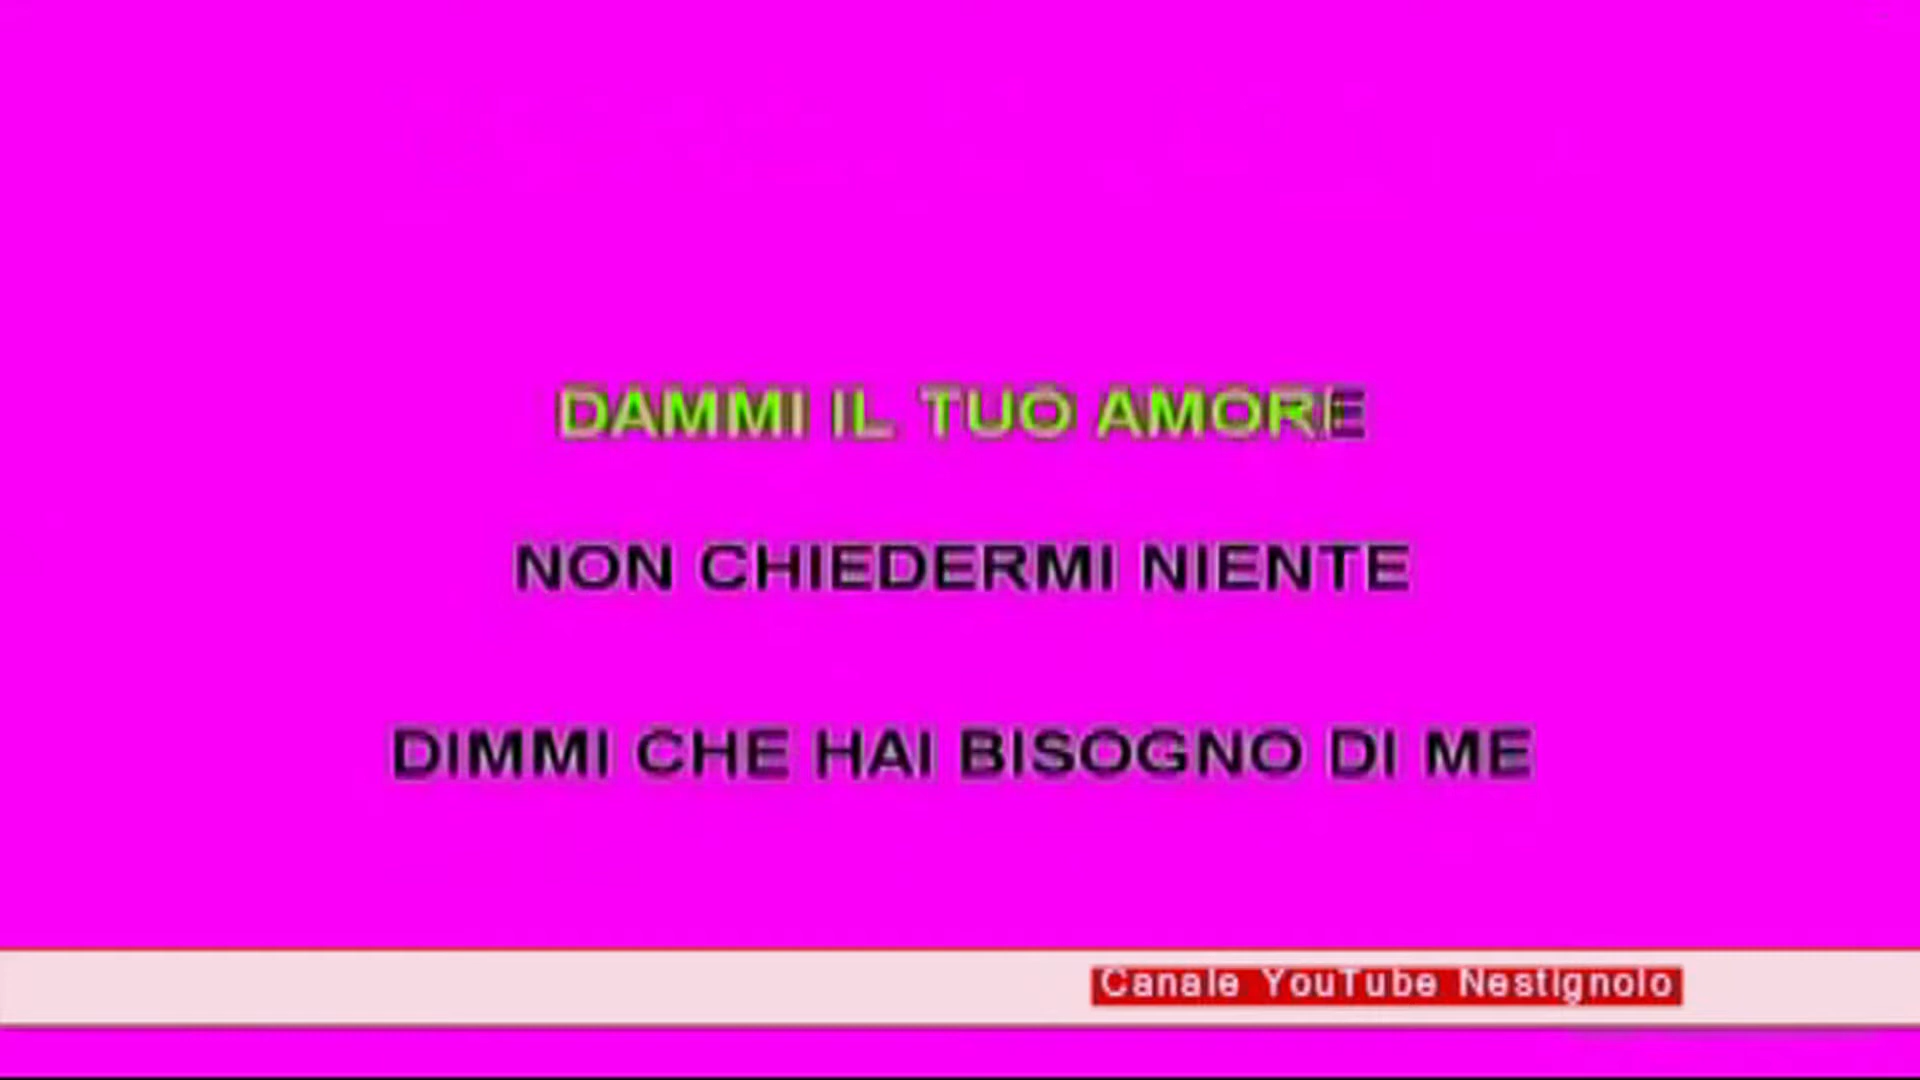 DAMMI IL TUO AMORE
NON CHIEDERMI NIENTE
DIMMI CHE HAI BISOGNO DI ME
Canale YouTube Nestignolo